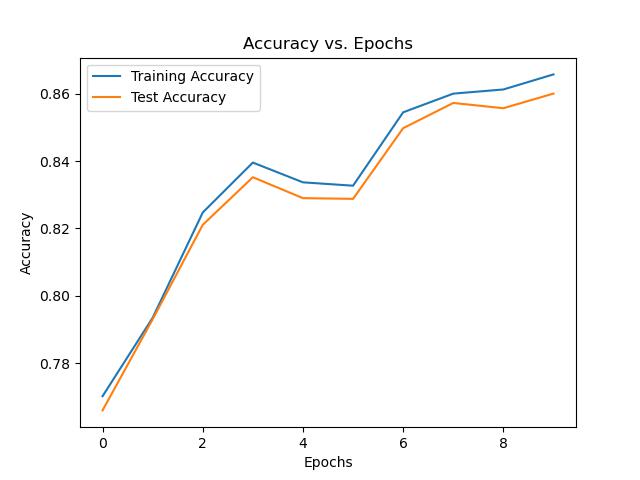 Accuracy vs. Epochs
Training Accuracy
Test Accuracy
0.86
0.84
0.82
0.80
0.78
Accuracy
0 2 4 6 8
Epochs